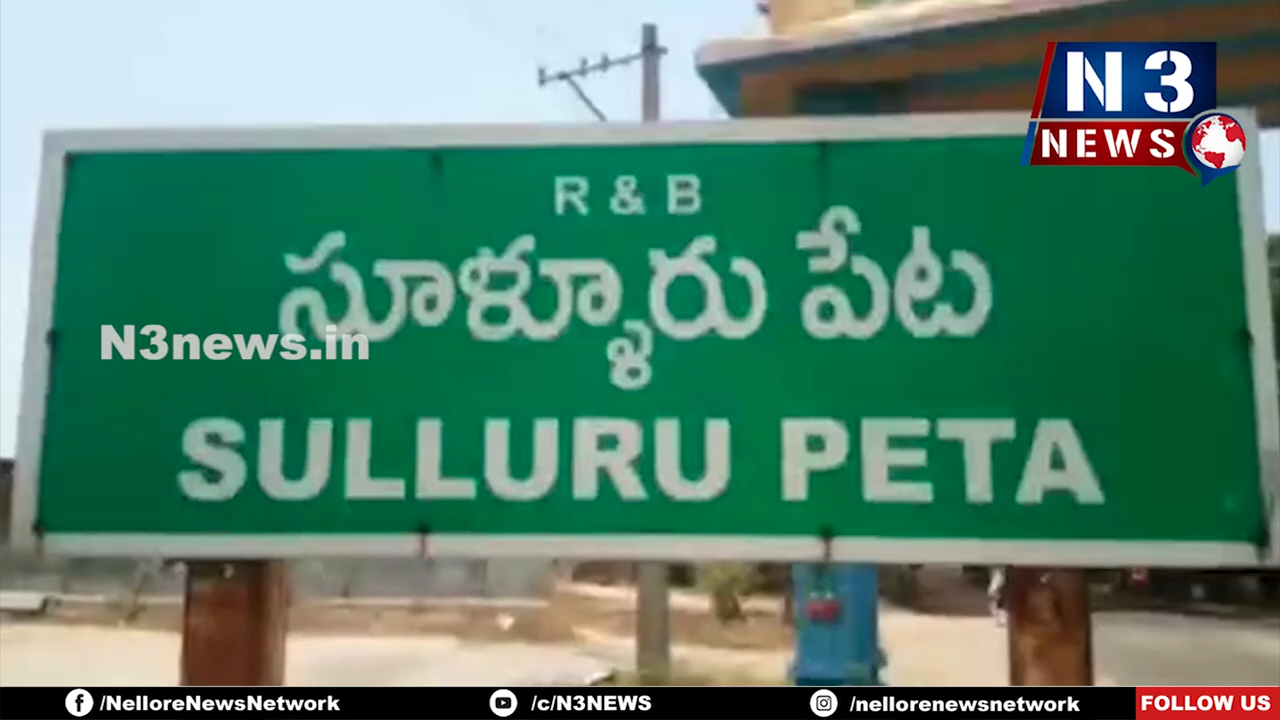 N 3
NEWS
R & B
సూళ్ళూరు పేట
N3news.in
SULLURU PETA
/NelloreNewsNetwork
/c/N3NEWS
/nellorenewsnetwork
FOLLOW US